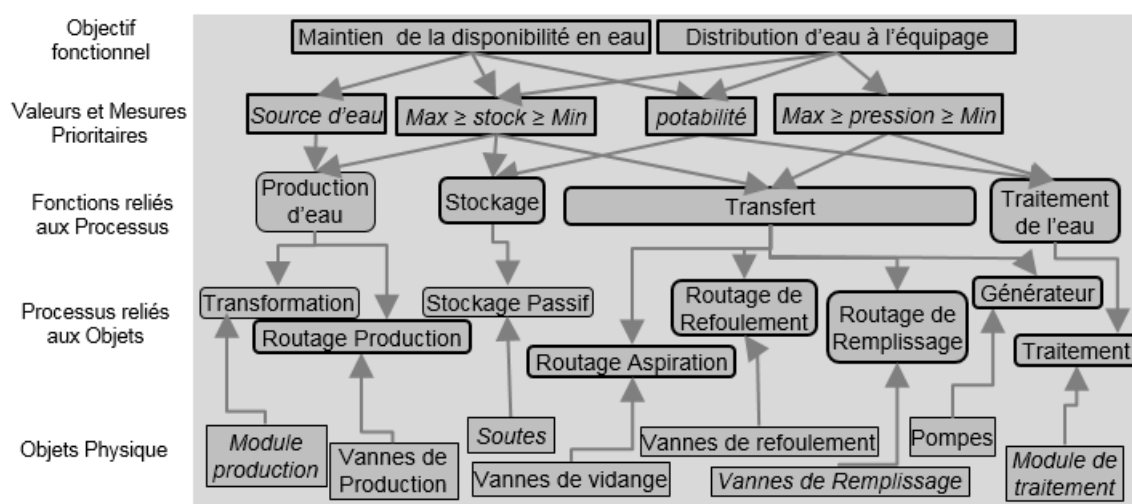 Objectif
fonctionnel
Maintien de la disponibilité en eau
Distribution d'eau à l'équipage
Valeurs et Mesures
Prioritaires
Source d'eau
Max ≥ stock ≥ Min
potabilité
Max ≥ pression ≥ Min
Fonctions reliés
aux Processus
Production
d'eau
Stockage
Transfert
Traitement
de l'eau
Processus reliés
aux Objets
Transformation
Routage Production
Stockage Passif
Routage Aspiration
Routage de
Refoulement
Routage de
Remplissage
Générateur
Traitement
Objets Physique
Module
production
Vannes de
Production
Soutes
Vannes de vidange
Vannes de refoulement
Vannes de Remplissage
Pompes
Module de
traitement